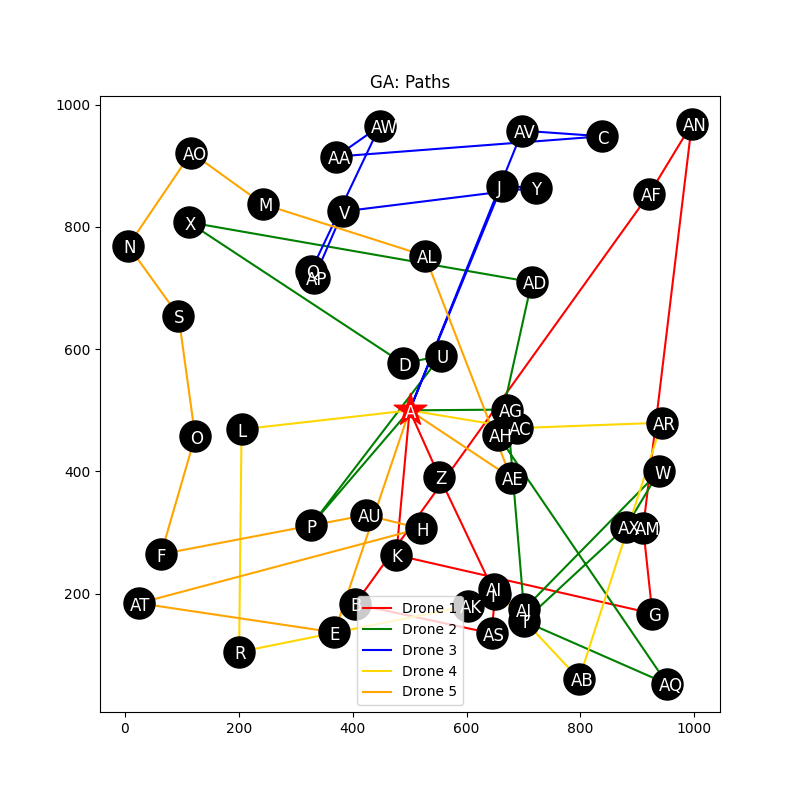 GA: Paths
1000
800
600
400
200
0
200
400
600
800
1000
AN
AW
AV
C
AO
AA
J
Y
AF
M
V
X
N
AL
Q
AP
AD
S
U
D
A
AG
AR
L
AC
AH
O
W
Z
AE
AU
P
H
AX
AM
F
K
AI
I
AT
B
AK
AJ
T
G
E
AS
R
AB
AQ
Drone 1
Drone 2
Drone 3
Drone 4
Drone 5